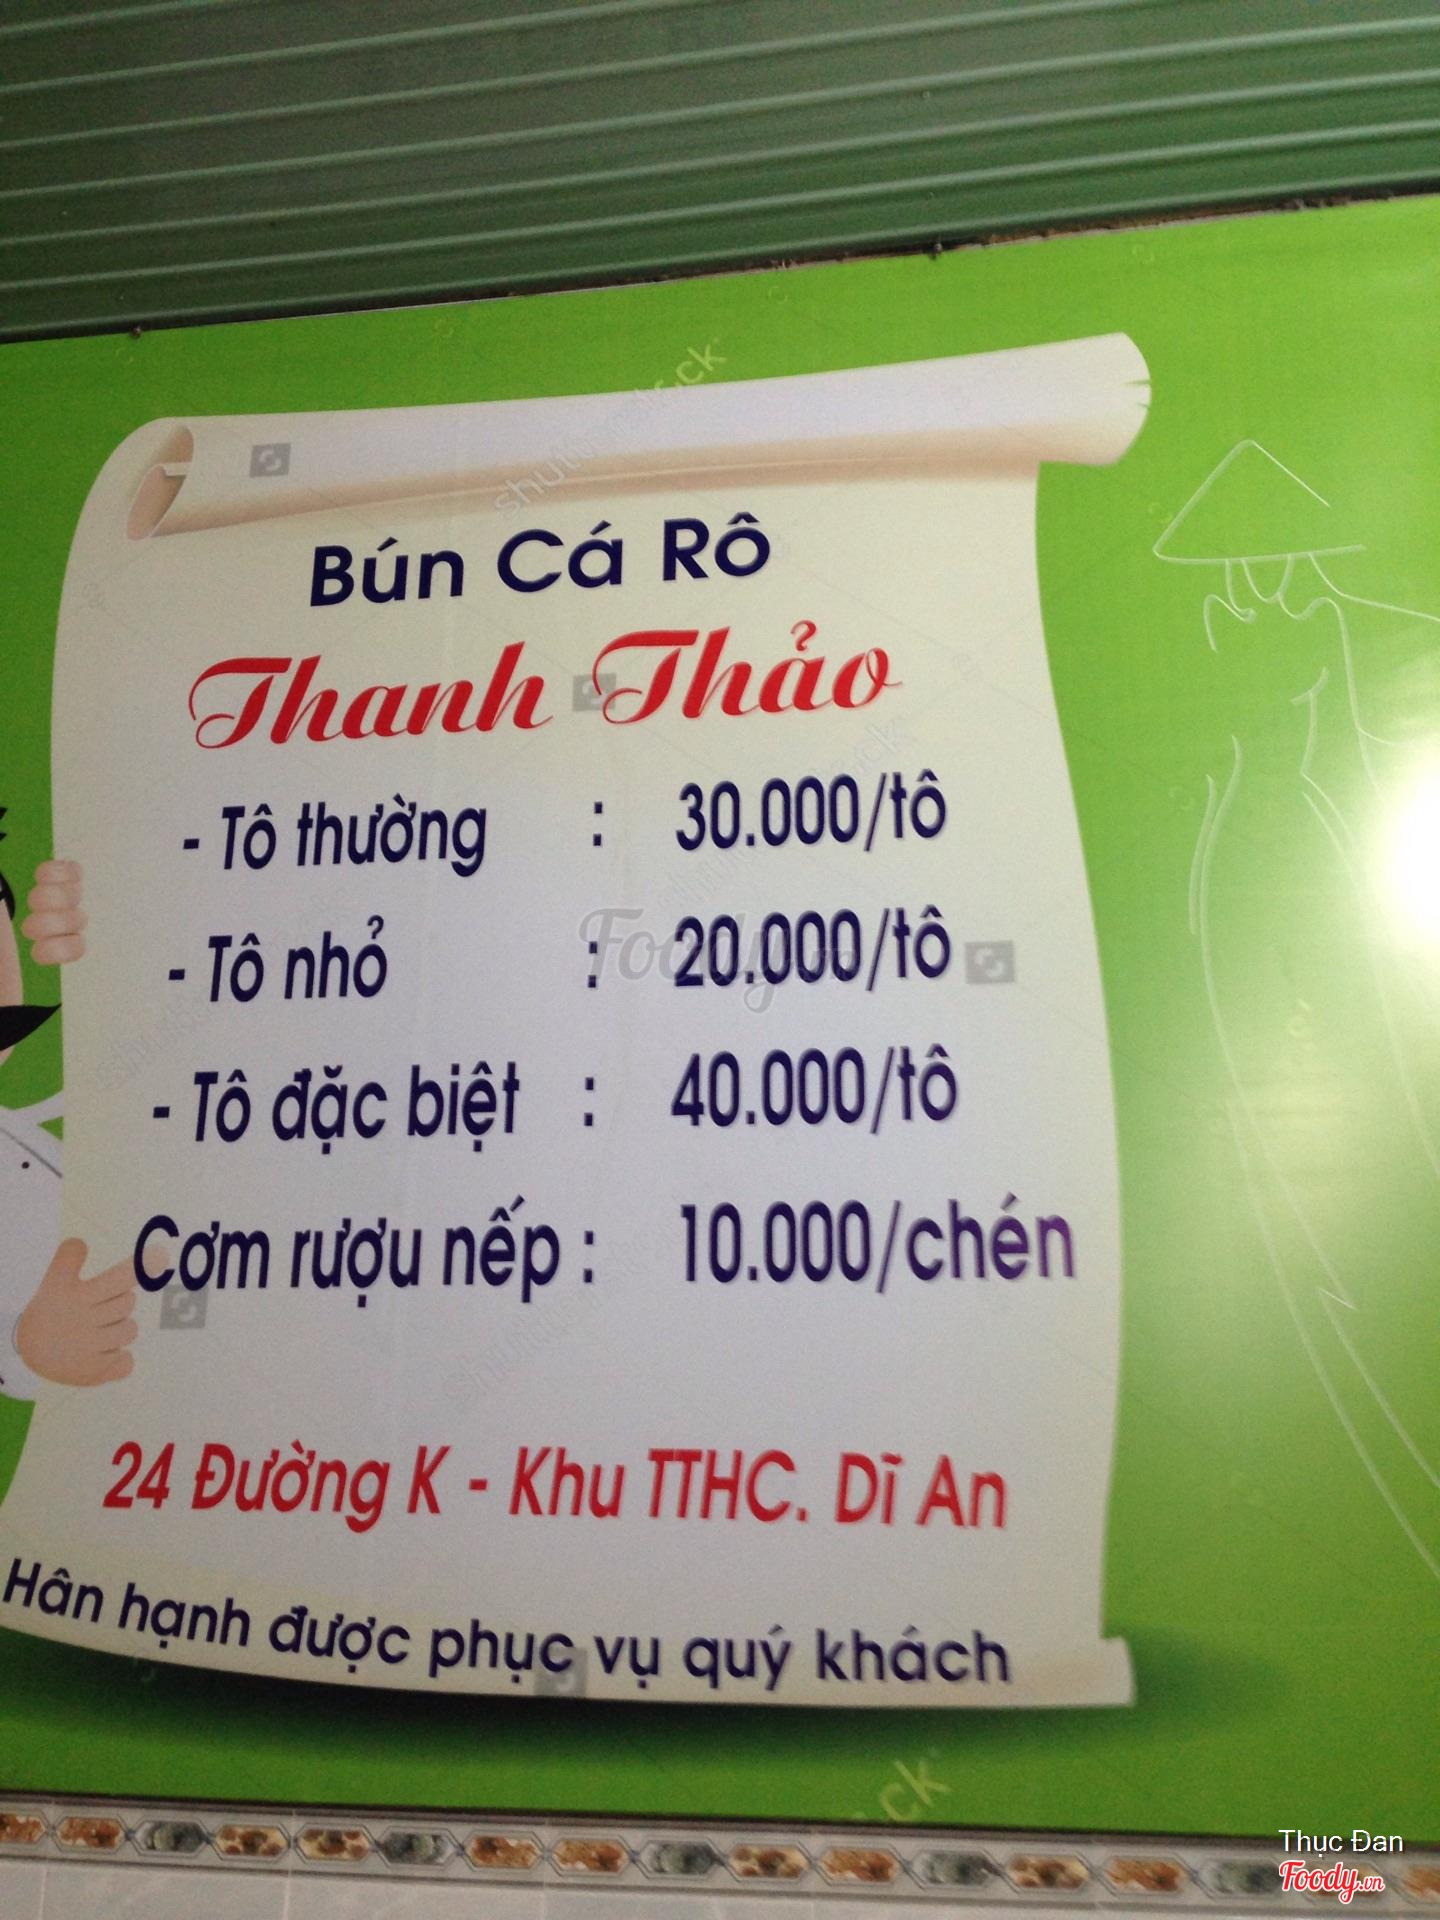 Bún Cá Rô
Thanh Thảo
- Tô thường : 30.000/tô
- Tô nhỏ : 20.000/tô
- Tô đặc biệt : 40.000/tô
Cơm rượu nếp : 10.000/chén
24 Đường K - Khu TTHC. Dĩ An
Hân hạnh được phục vụ quý khách
Thục Đan
Foody.vn